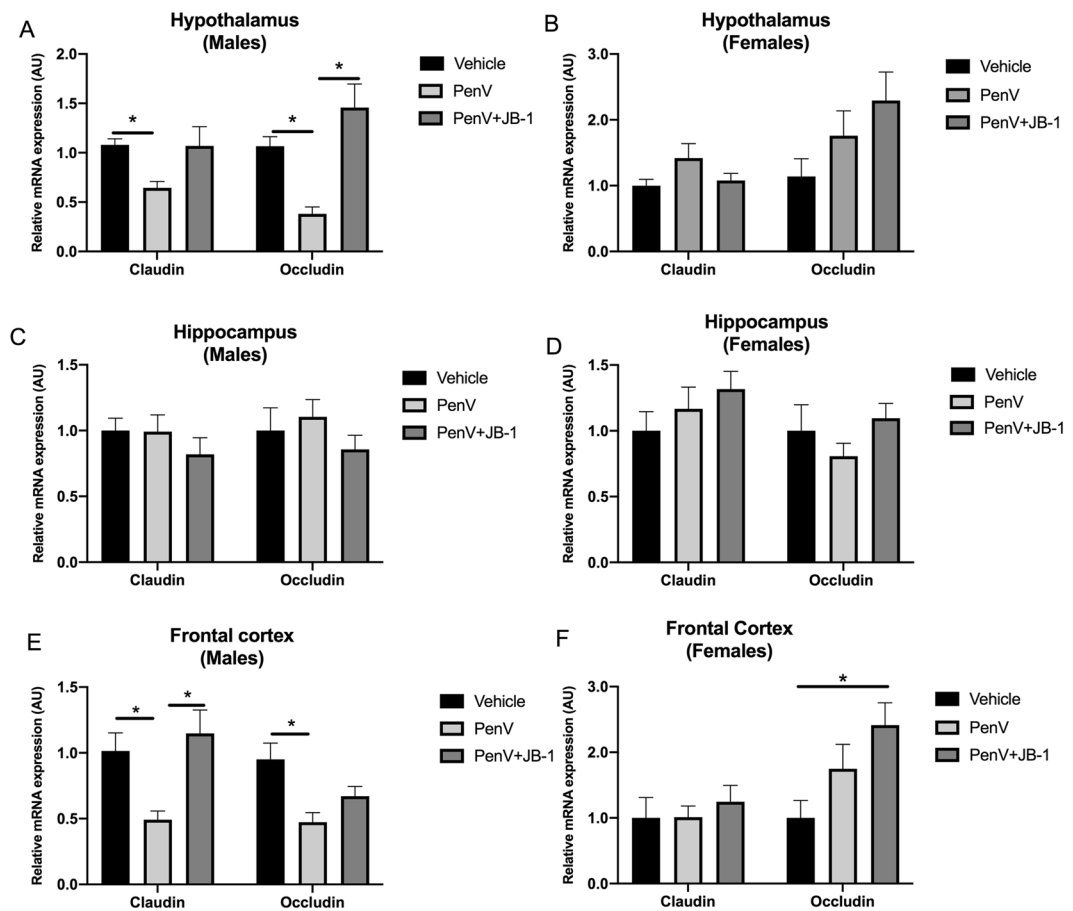 A
Hypothalamus
(Males)
Relative mRNA expression (AU)
2.0
1.5
1.0
0.5
0.0
*
*
*
Claudin
Occludin
Vehicle
PenV
PenV+JB-1
B
Hypothalamus
(Females)
Relative mRNA expression (AU)
3.0
2.0
1.0
0.0
Claudin
Occludin
Vehicle
PenV
PenV+JB-1
C
Hippocampus
(Males)
Relative mRNA expression (AU)
1.5
1.0
0.5
0.0
Claudin
Occludin
Vehicle
PenV
PenV+JB-1
D
Hippocampus
(Females)
Relative mRNA expression (AU)
1.5
1.0
0.5
0.0
Claudin
Occludin
Vehicle
PenV
PenV+JB-1
E
Frontal cortex
(Males)
Relative mRNA expression (AU)
1.5
1.0
0.5
0.0
*
*
*
Claudin
Occludin
Vehicle
PenV
PenV+JB-1
F
Frontal Cortex
(Females)
Relative mRNA expression (AU)
3.0
2.0
1.0
0.0
*
Claudin
Occludin
Vehicle
PenV
PenV+JB-1